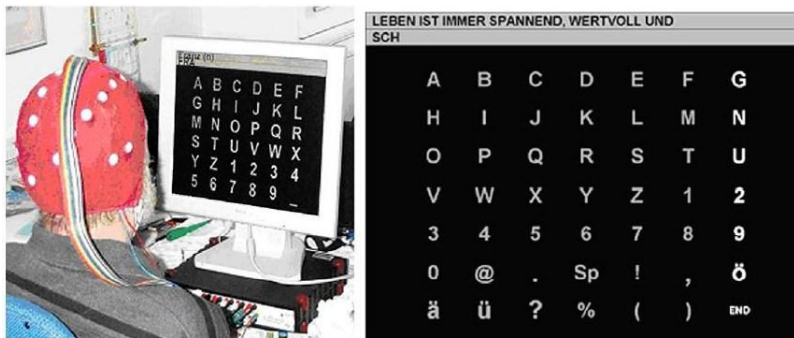 A B C D E F
G H I J K L
M N O P Q R
S T U V W X
Y Z 1 2 3 4
5 6 7 8 9 _
LEBEN IST IMMER SPANNEND, WERTVOLL UND
SCH
A B C D E F G
H I J K L M N
O P Q R S T U
V W X Y Z 1 2
3 4 5 6 7 8 9
0 @ . Sp ! , ö
ä ü ? % ( ) END